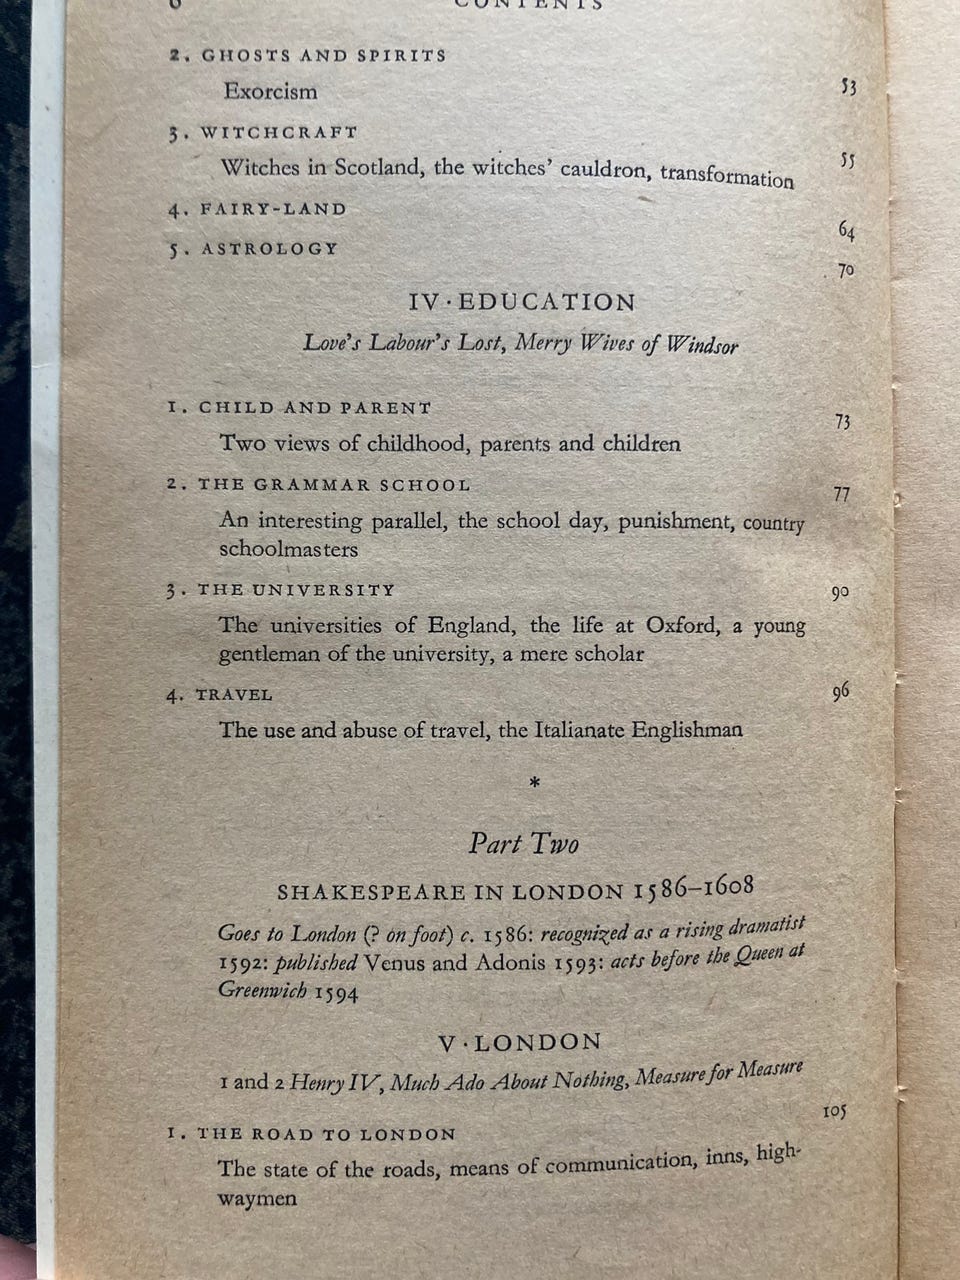 6 CONTENTS
2. GHOSTS AND SPIRITS 53
Exorcism
3. WITCHCRAFT 55
Witches in Scotland, the witches' cauldron, transformation
4. FAIRY-LAND 64
5. ASTROLOGY 70
IV · EDUCATION
Love's Labour's Lost, Merry Wives of Windsor
1. CHILD AND PARENT 73
Two views of childhood, parents and children
2. THE GRAMMAR SCHOOL 77
An interesting parallel, the school day, punishment, country
schoolmasters
3. THE UNIVERSITY 90
The universities of England, the life at Oxford, a young
gentleman of the university, a mere scholar
4. TRAVEL 96
The use and abuse of travel, the Italianate Englishman
*
Part Two
SHAKESPEARE IN LONDON 1586–1608
Goes to London (? on foot) c. 1586: recognized as a rising dramatist
1592: published Venus and Adonis 1593: acts before the Queen at
Greenwich 1594
V · LONDON
1 and 2 Henry IV, Much Ado About Nothing, Measure for Measure
1. THE ROAD TO LONDON 105
The state of the roads, means of communication, inns, high-
waymen